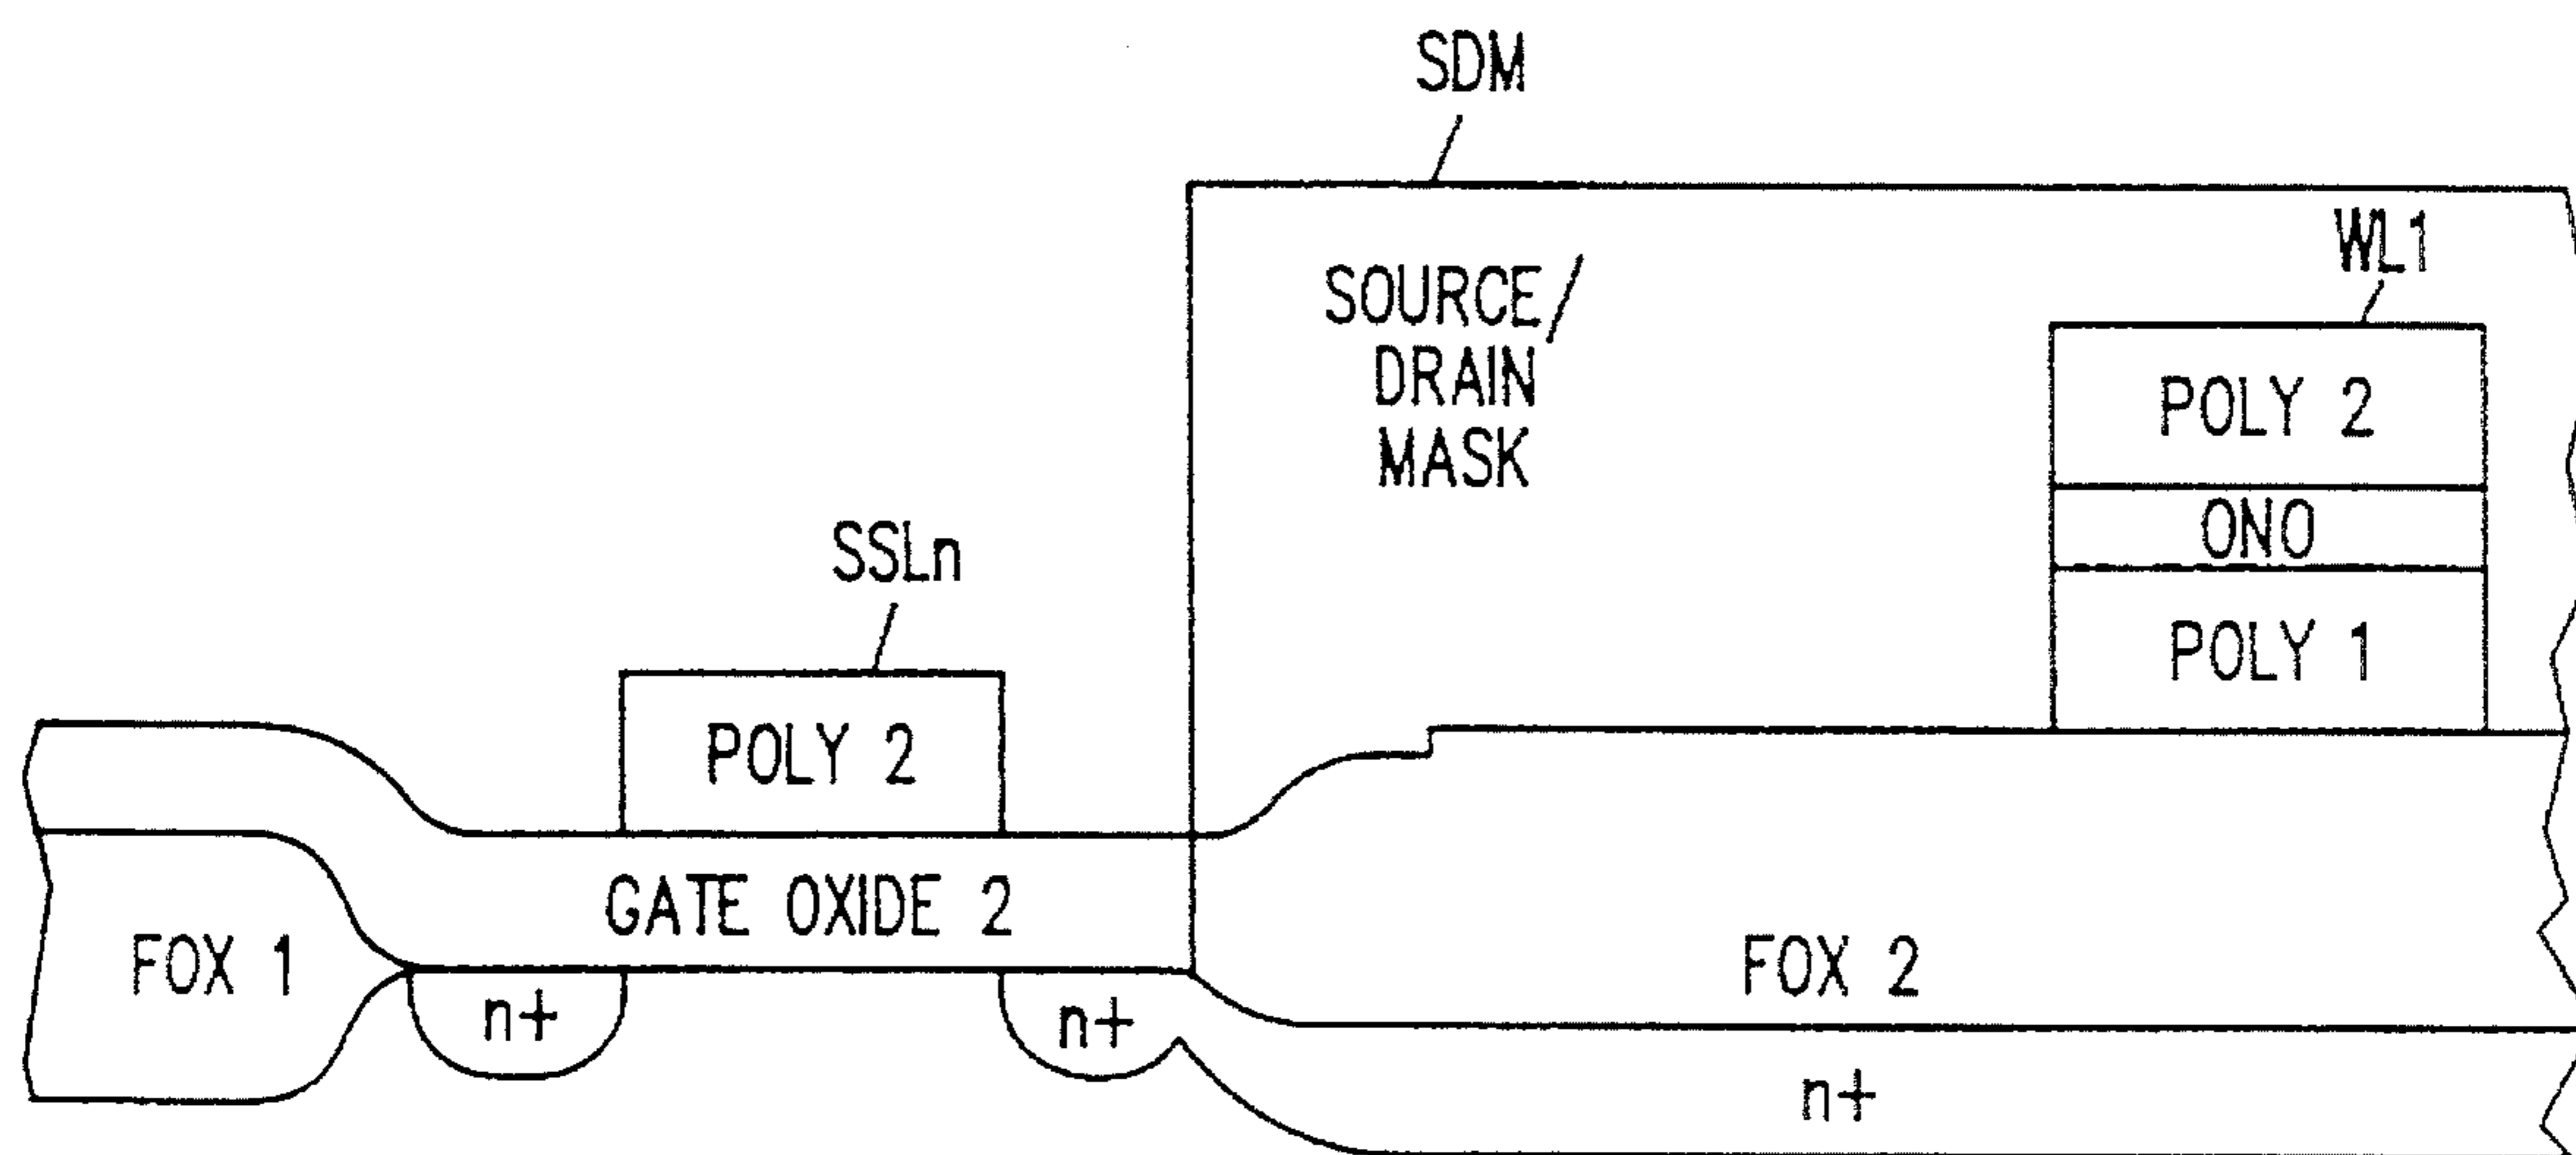 SDM
WL1
SOURCE/
DRAIN
MASK
POLY 2
ONO
POLY 1
SSLn
POLY 2
GATE OXIDE 2
FOX 1
FOX 2
n+
n+
n+